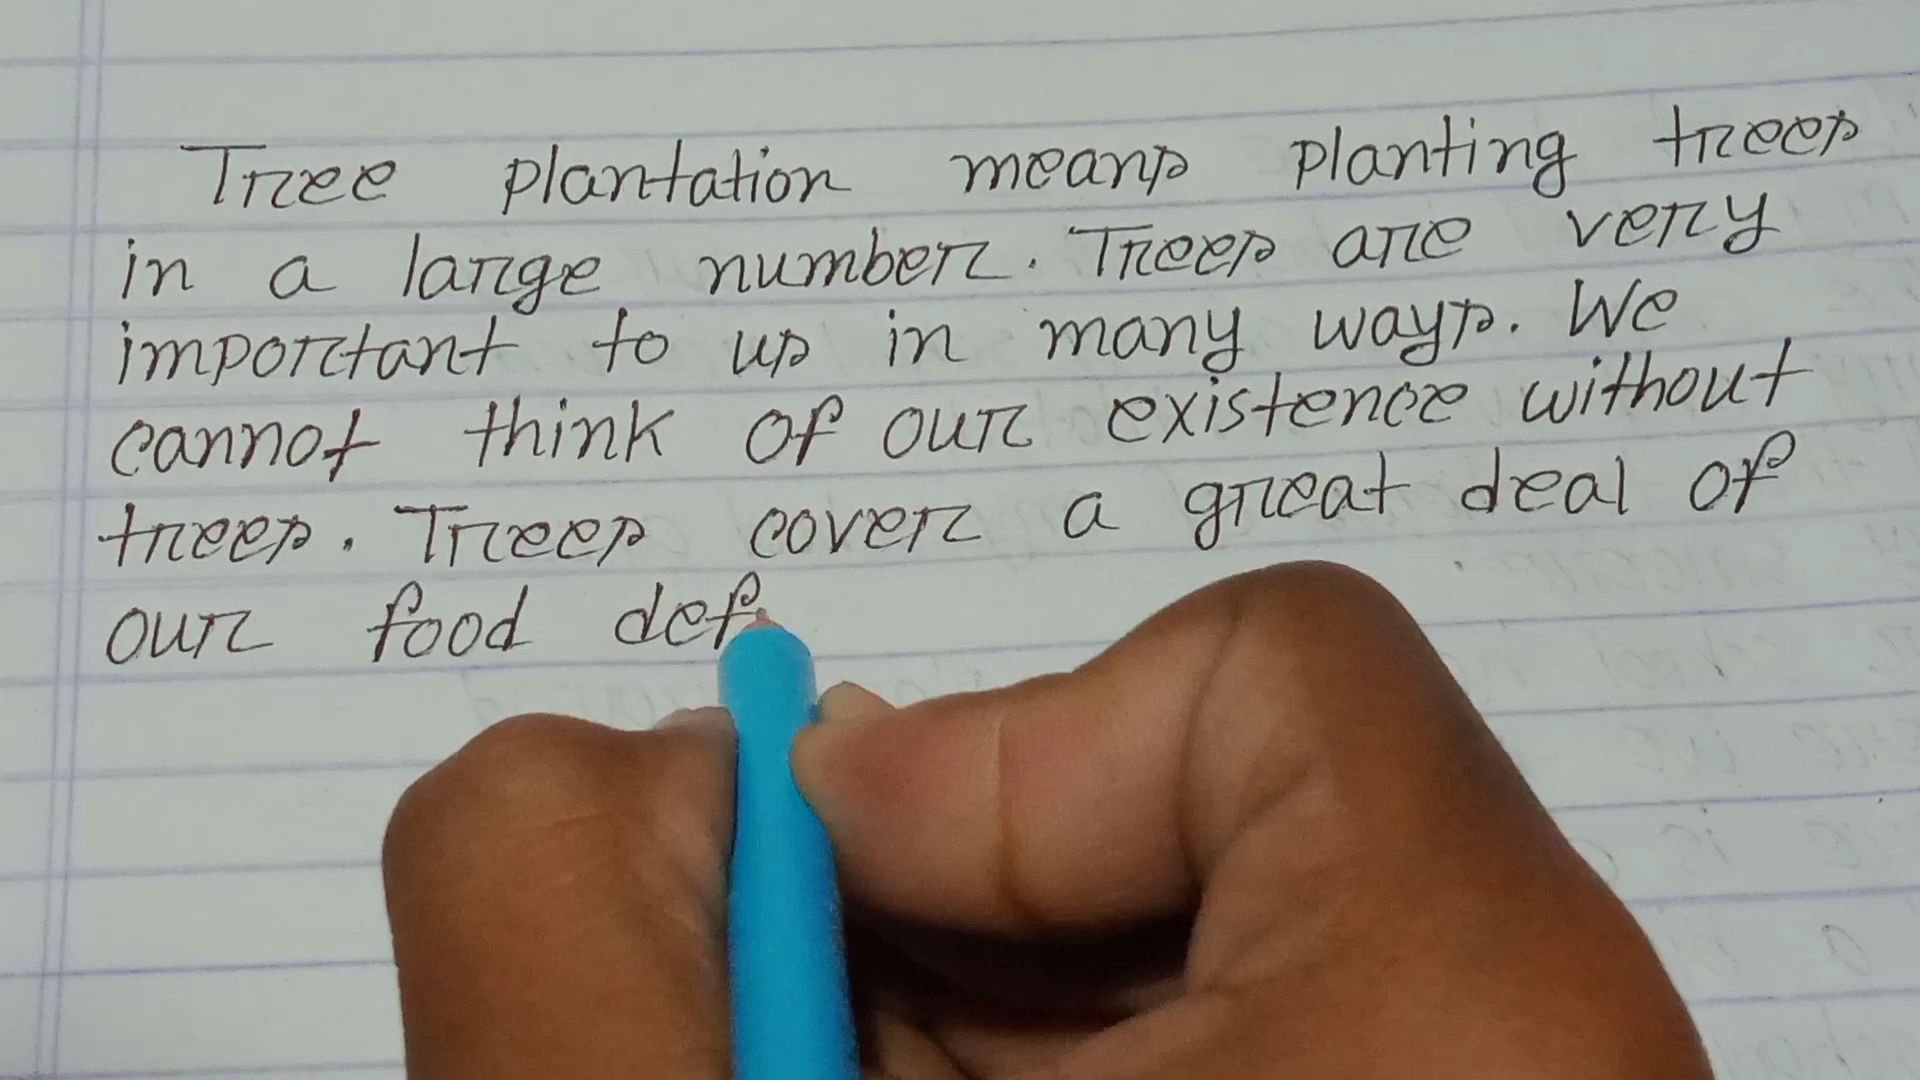 Tree plantation means planting trees
in a large number. Trees are very
important to us in many ways. We
cannot think of our existence without
trees. Trees cover a great deal of
our food def